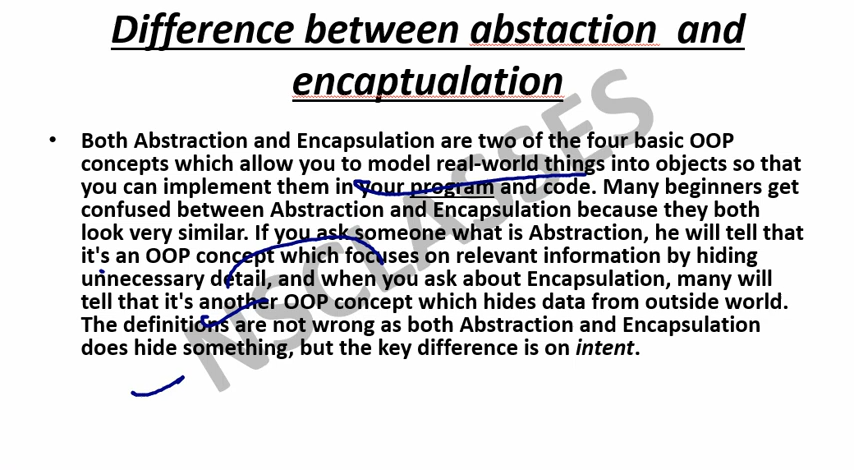 Difference between abstaction and
encaptualation
• Both Abstraction and Encapsulation are two of the four basic OOP
concepts which allow you to model real-world things into objects so that
you can implement them in your program and code. Many beginners get
confused between Abstraction and Encapsulation because they both
look very similar. If you ask someone what is Abstraction, he will tell that
it's an OOP concept which focuses on relevant information by hiding
unnecessary detail, and when you ask about Encapsulation, many will
tell that it's another OOP concept which hides data from outside world.
The definitions are not wrong as both Abstraction and Encapsulation
does hide something, but the key difference is on intent.
NSCLASSES